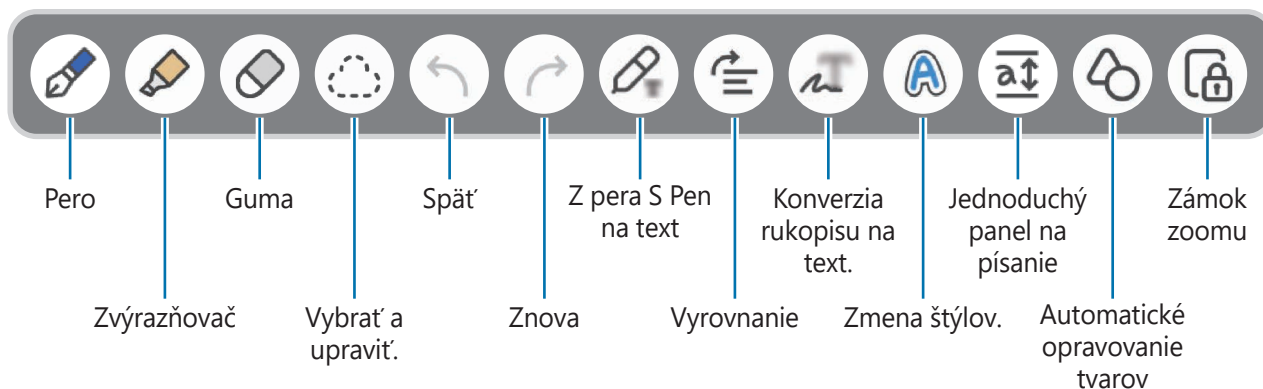 Pero
Guma
Späť
Z pera S Pen
na text
Konverzia
rukopisu na
text.
Jednoduchý
panel na
písanie
Zámok
zoomu
Zvýrazňovač
Vybrať a
upraviť.
Znova
Vyrovnanie
Zmena štýlov.
Automatické
opravovanie
tvarov